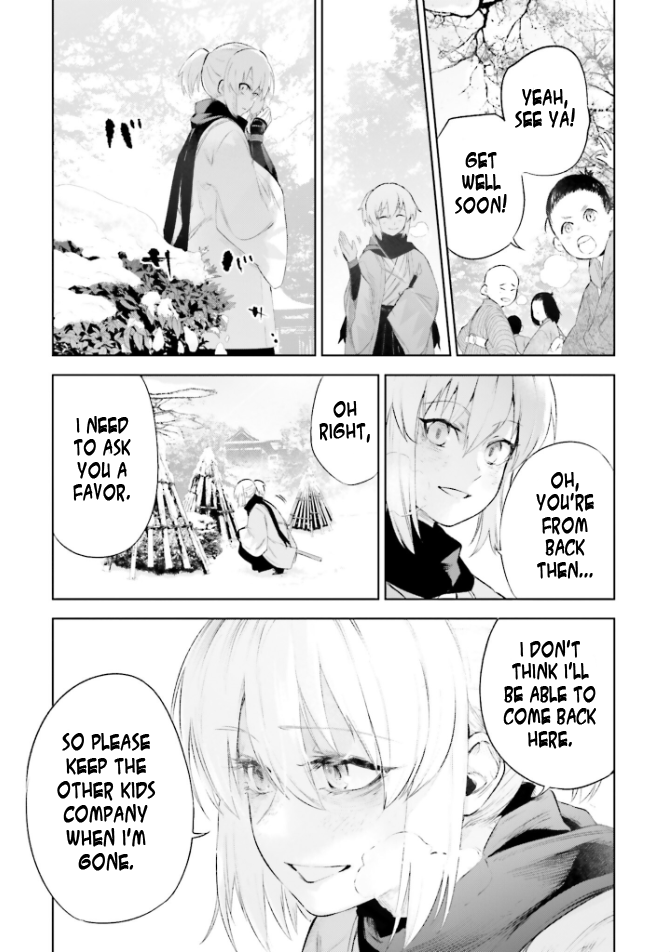 YEAH,
SEE YA!
GET
WELL
SOON!
OH,
YOU'RE
FROM
BACK
THEN...
OH
RIGHT,
I NEED
TO ASK
YOU A
FAVOR.
I DON'T
THINK I'LL
BE ABLE TO
COME BACK
HERE.
SO PLEASE
KEEP THE
OTHER KIDS
COMPANY
WHEN I'M
GONE.